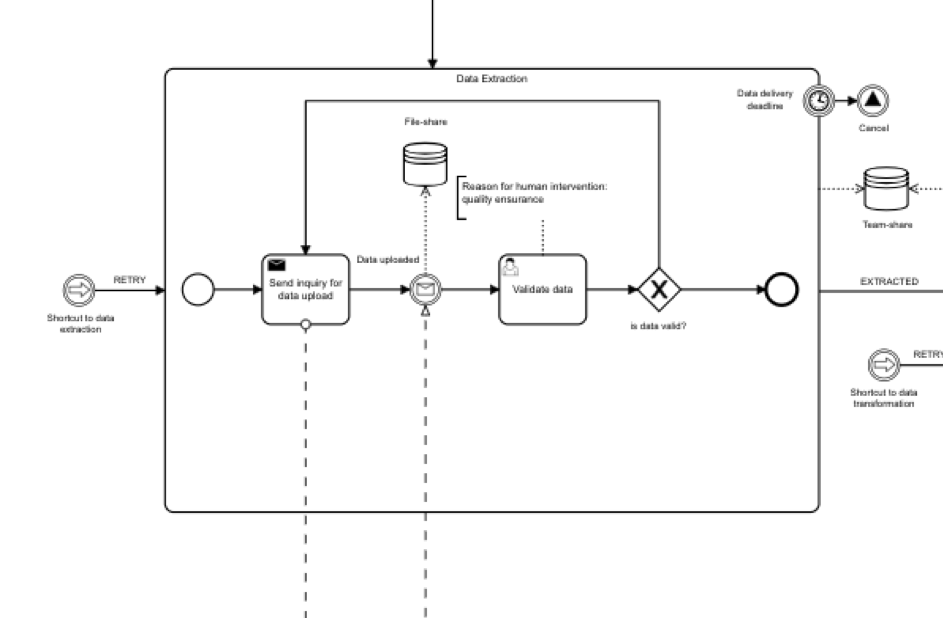 Data Extraction
Data delivery
deadline
Cancel
File-share
Reason for human intervention:
quality ensurance
Team-share
Data uploaded
RETRY
Send inquiry for
data upload
Validate data
EXTRACTED
Shortcut to data
extraction
is data valid?
RETRY
Shortcut to data
transformation